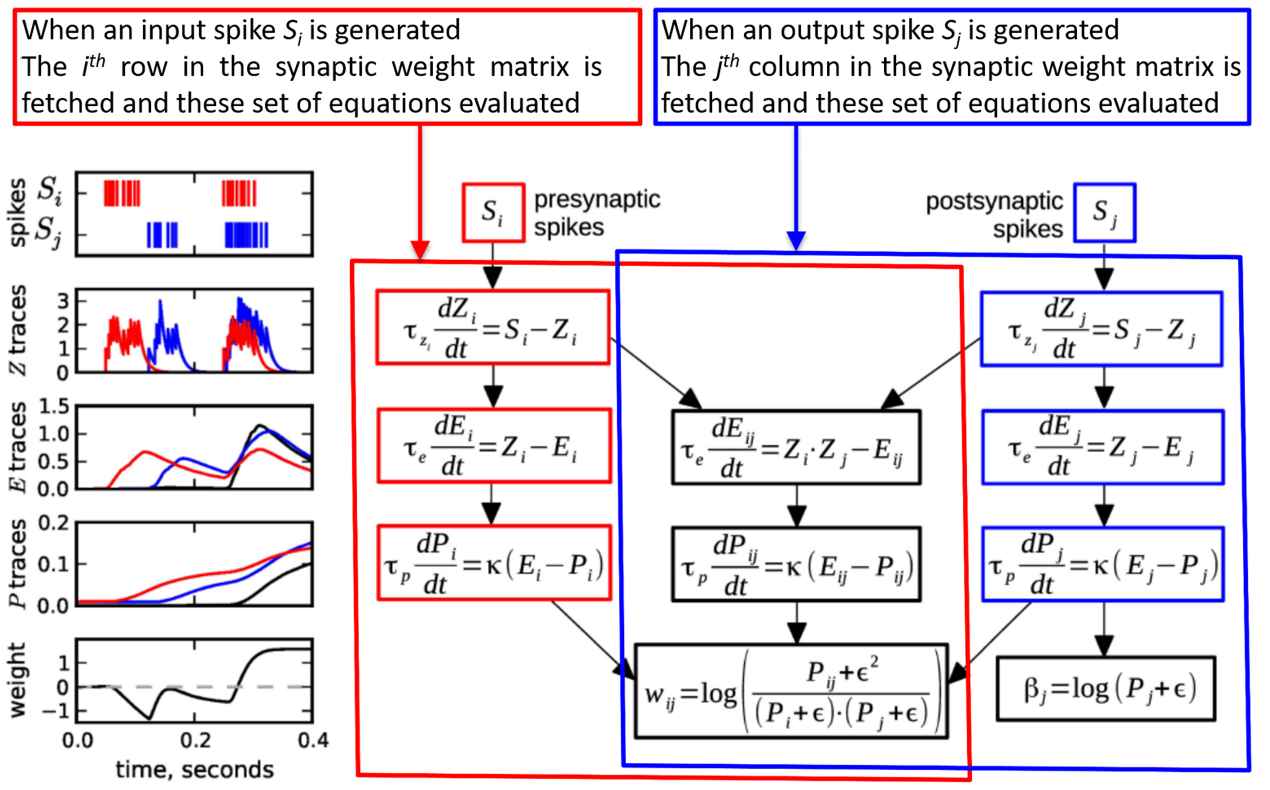 When an input spike Si is generated
The ith row in the synaptic weight matrix is
fetched and these set of equations evaluated
When an output spike Sj is generated
The jth column in the synaptic weight matrix is
fetched and these set of equations evaluated
spikes
Si
Sj
Z traces
3
2
1
0
E traces
1.5
1.0
0.5
0.0
P traces
0.2
0.1
0.0
weight
1
0
−1
0.0 0.2 0.4
time, seconds
Si
presynaptic
spikes
postsynaptic
spikes
Sj
τzi dZi/dt = Si − Zi
τzj dZj/dt = Sj − Zj
τe dEi/dt = Zi − Ei
τe dEij/dt = Zi·Zj − Eij
τe dEj/dt = Zj − Ej
τp dPi/dt = κ(Ei − Pi)
τp dPij/dt = κ(Eij − Pij)
τp dPj/dt = κ(Ej − Pj)
wij = log((Pij + ϵ²)/((Pi + ϵ)·(Pj + ϵ)))
βj = log(Pj + ϵ)